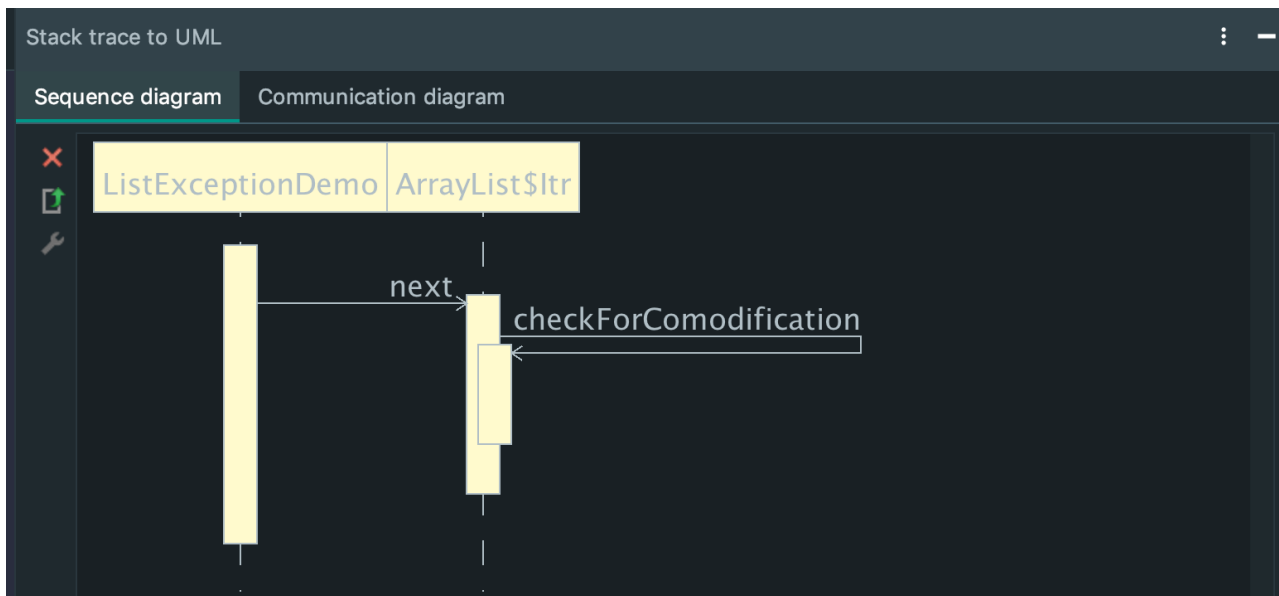 Stack trace to UML
Sequence diagram
Communication diagram
ListExceptionDemo
ArrayList$Itr
next
checkForComodification